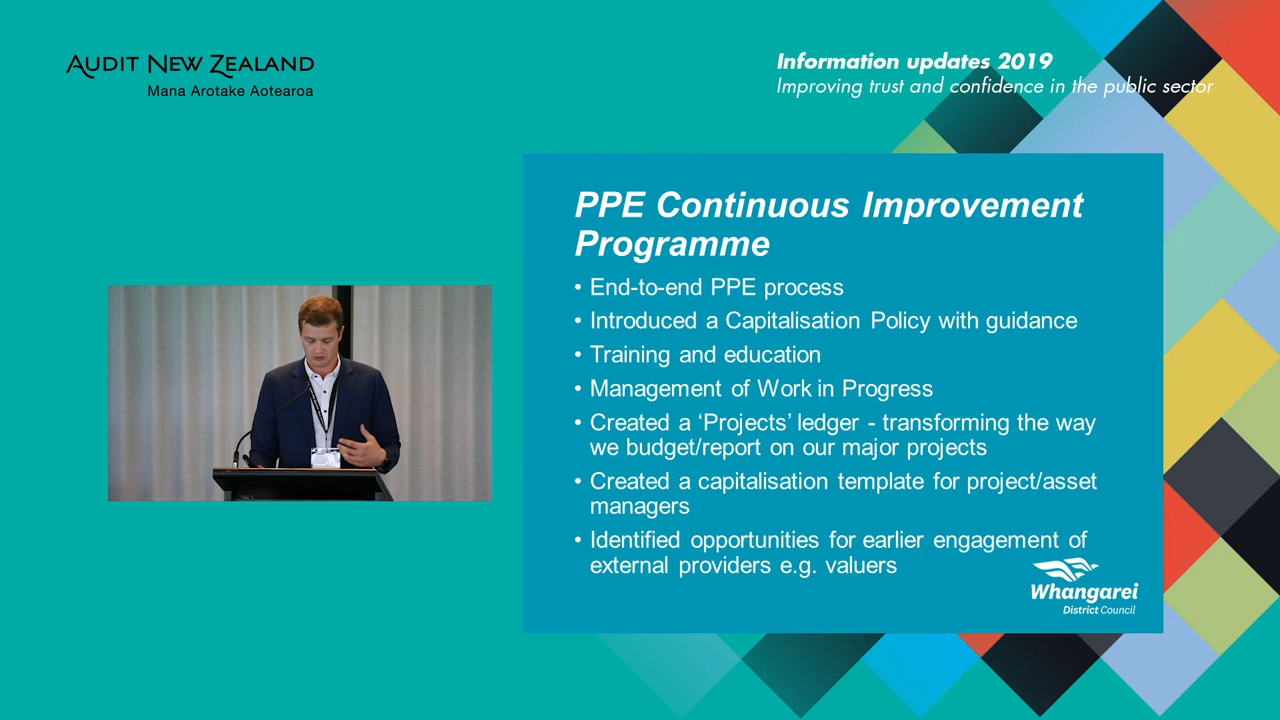 AUDIT NEW ZEALAND
Mana Arotake Aotearoa
Information updates 2019
Improving trust and confidence in the public sector
PPE Continuous Improvement
Programme
• End-to-end PPE process
• Introduced a Capitalisation Policy with guidance
• Training and education
• Management of Work in Progress
• Created a ‘Projects’ ledger - transforming the way
we budget/report on our major projects
• Created a capitalisation template for project/asset
managers
• Identified opportunities for earlier engagement of
external providers e.g. valuers
Whangarei
District Council